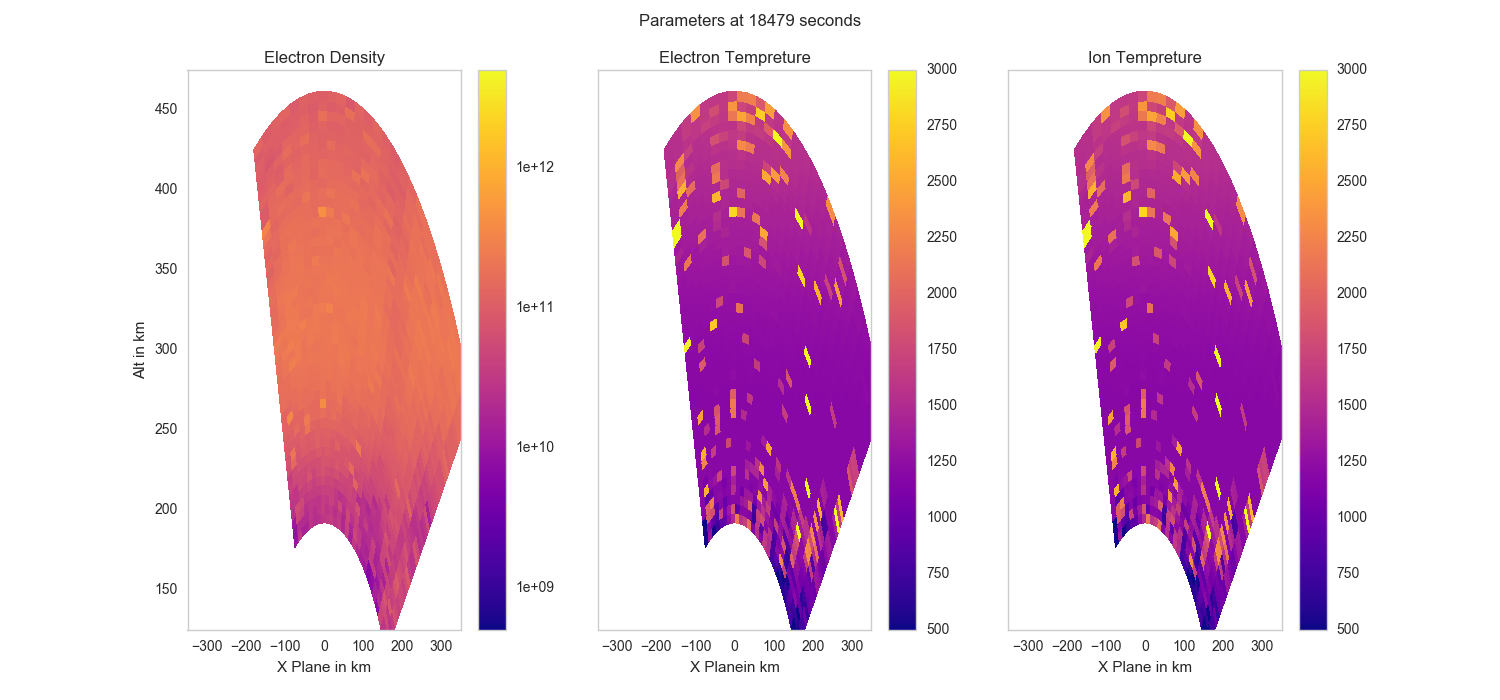 Parameters at 18479 seconds
Electron Density
Electron Tempreture
Ion Tempreture
450
400
350
300
250
200
150
Alt in km
−300 −200 −100 0 100 200 300
X Plane in km
1e+12
1e+11
1e+10
1e+09
−300 −200 −100 0 100 200 300
X Planein km
3000
2750
2500
2250
2000
1750
1500
1250
1000
750
500
−300 −200 −100 0 100 200 300
X Plane in km
3000
2750
2500
2250
2000
1750
1500
1250
1000
750
500